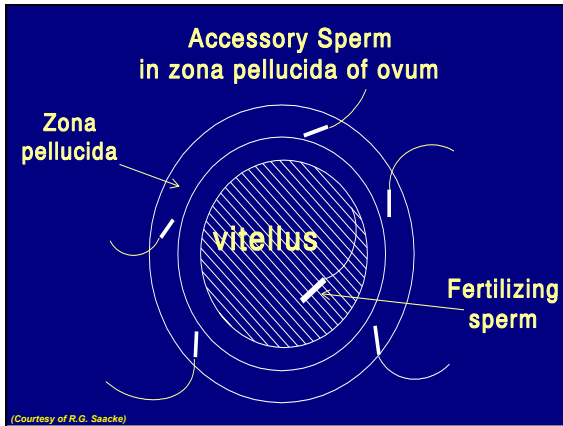 Accessory Sperm
in zona pellucida of ovum
Zona
pellucida
vitellus
Fertilizing
sperm
(Courtesy of R.G. Saacke)